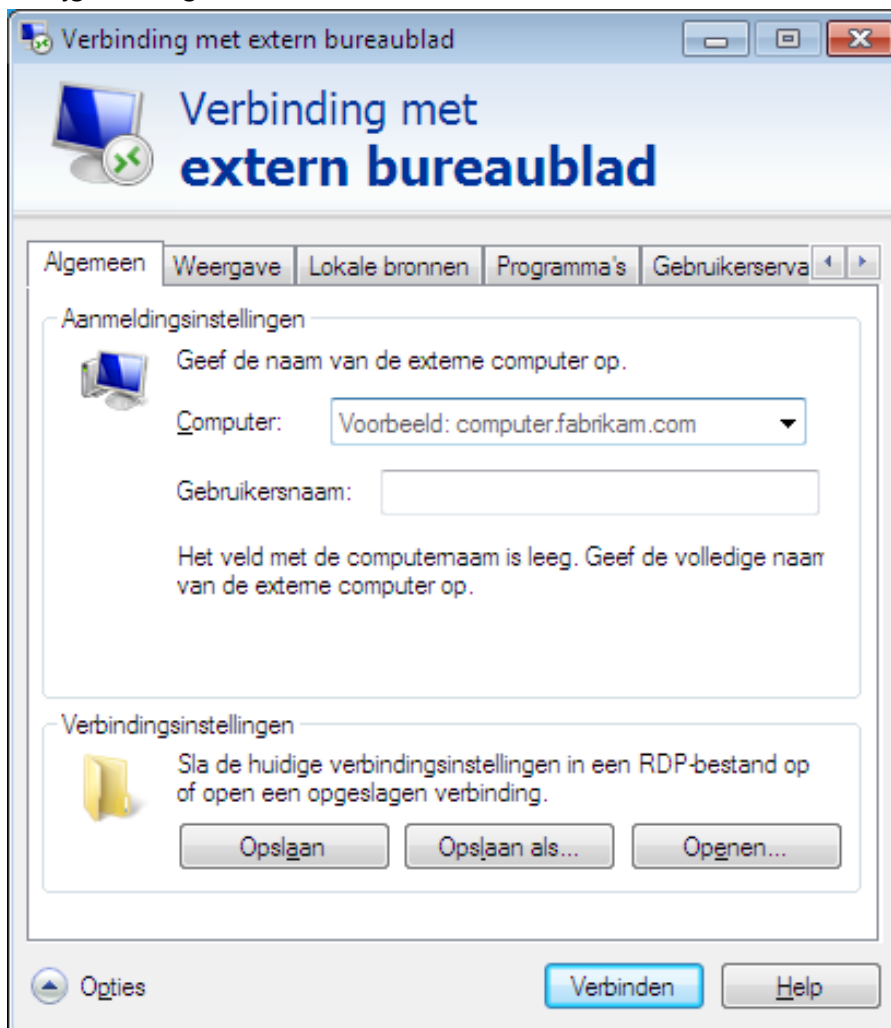 Verbinding met extern bureaublad
Verbinding met
extern bureaublad
Algemeen Weergave Lokale bronnen Programma's Gebruikerserva
Aanmeldingsinstellingen
Geef de naam van de externe computer op.
Computer: Voorbeeld: computer.fabrikam.com
Gebruikersnaam:
Het veld met de computernaam is leeg. Geef de volledige naam
van de externe computer op.
Verbindingsinstellingen
Sla de huidige verbindingsinstellingen in een RDP-bestand op
of open een opgeslagen verbinding.
Opslaan Opslaan als... Openen...
Opties Verbinden Help